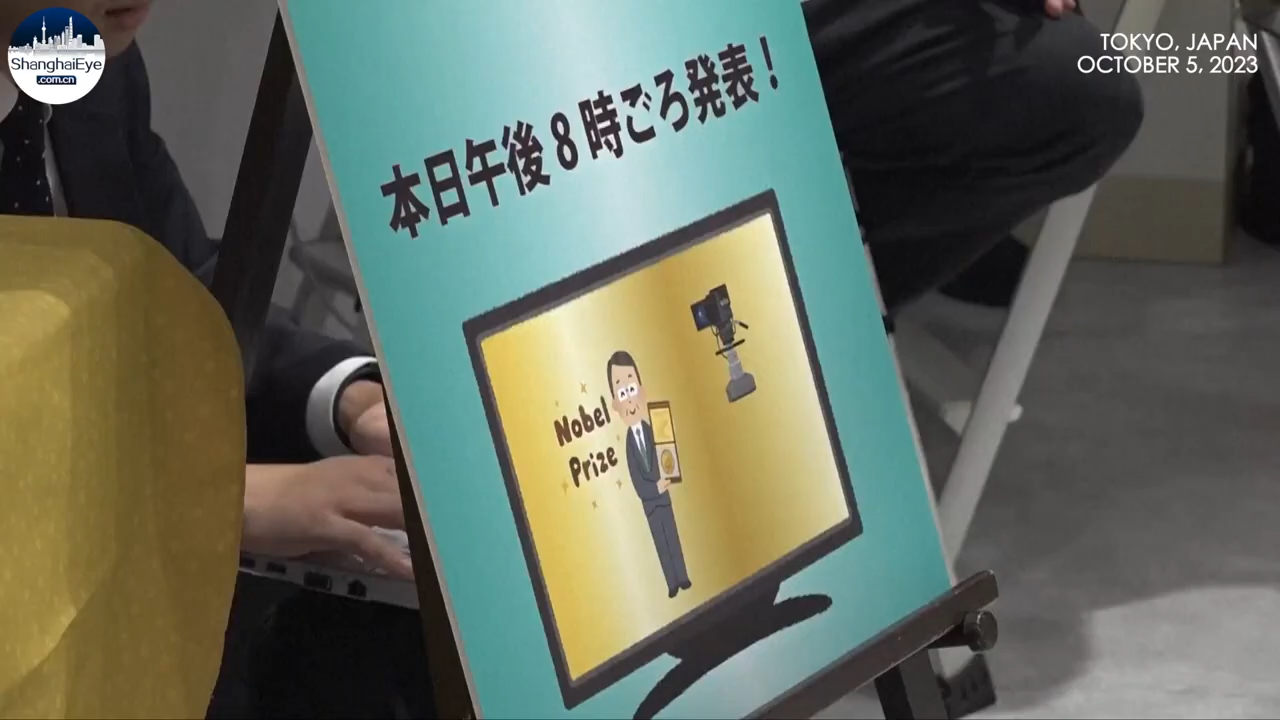 ShanghaiEye
.com.cn
TOKYO, JAPAN
OCTOBER 5, 2023
本日午後8時ごろ発表！
Nobel
Prize